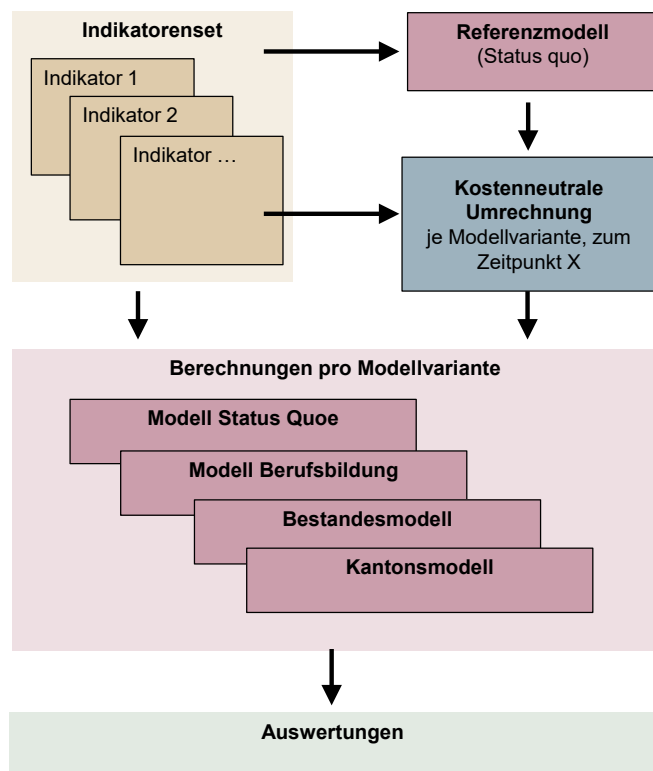 Indikatorenset
Indikator 1
Indikator 2
Indikator …
Referenzmodell
(Status quo)
Kostenneutrale
Umrechnung
je Modellvariante, zum
Zeitpunkt X
Berechnungen pro Modellvariante
Modell Status Quoe
Modell Berufsbildung
Bestandesmodell
Kantonsmodell
Auswertungen